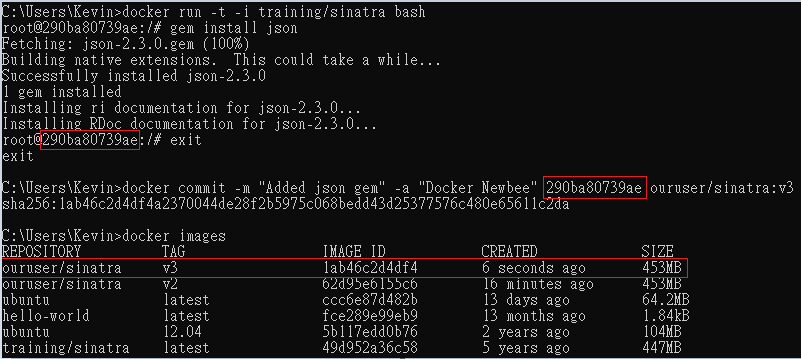 C:\Users\Kevin>docker run -t -i training/sinatra bash
root@290ba80739ae:/# gem install json
Fetching: json-2.3.0.gem (100%)
Building native extensions.  This could take a while...
Successfully installed json-2.3.0
1 gem installed
Installing ri documentation for json-2.3.0...
Installing RDoc documentation for json-2.3.0...
root@290ba80739ae:/# exit
exit
C:\Users\Kevin>docker commit -m "Added json gem" -a "Docker Newbee" 290ba80739ae ouruser/sinatra:v3
sha256:1ab46c2d4df4a2370044de28f2b5975c068bedd43d25377576c480e65611c2da
C:\Users\Kevin>docker images
REPOSITORY TAG IMAGE ID CREATED SIZE
ouruser/sinatra v3 1ab46c2d4df4 6 seconds ago 453MB
ouruser/sinatra v2 62d95e6155c6 16 minutes ago 453MB
ubuntu latest ccc6e87d482b 13 days ago 64.2MB
hello-world latest fce289e99eb9 13 months ago 1.84kB
ubuntu 12.04 5b117edd0b76 2 years ago 104MB
training/sinatra latest 49d952a36c58 5 years ago 447MB